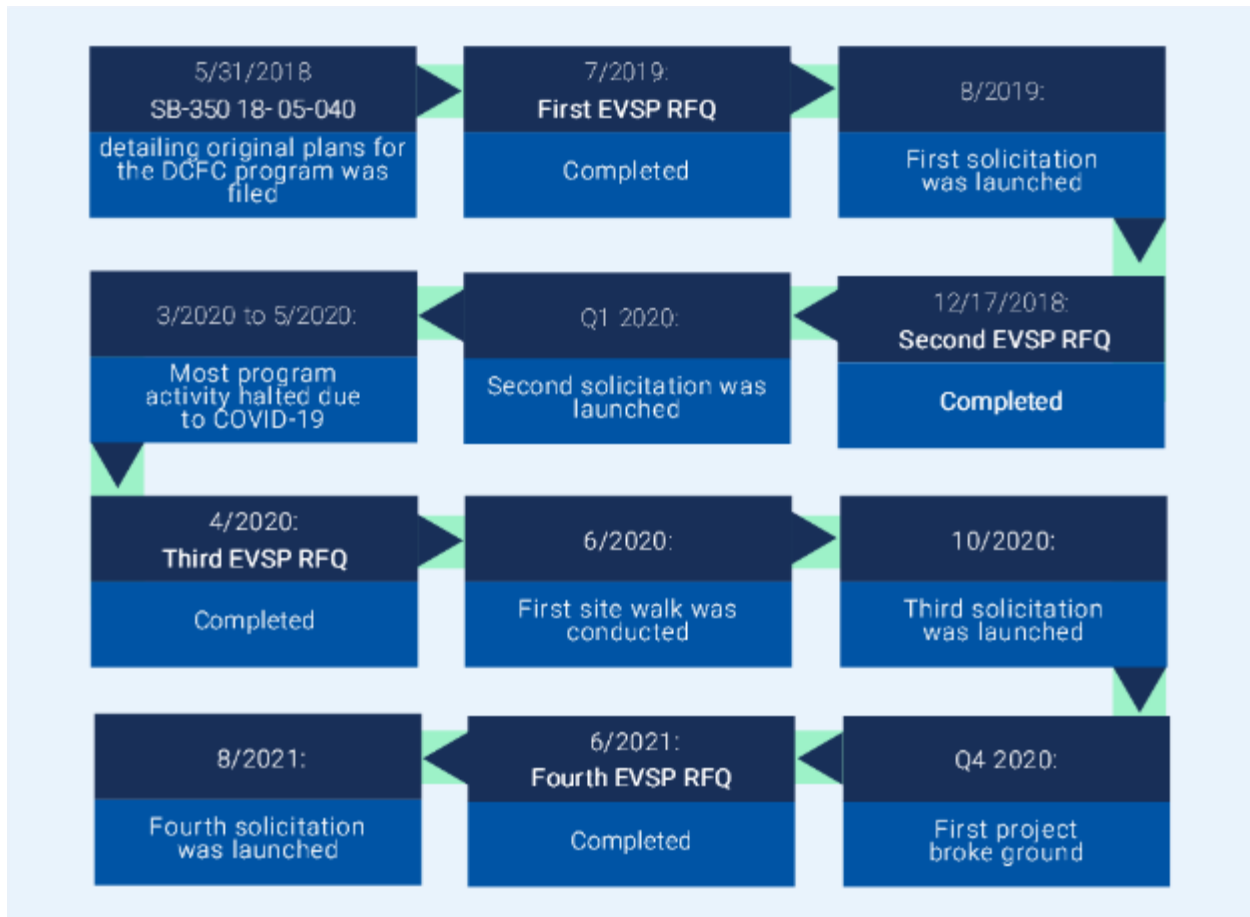 5/31/2018
SB-350 18- 05-040
detailing original plans for
the DCFC program was
filed
7/2019:
First EVSP RFQ
Completed
8/2019:
First solicitation
was launched
12/17/2018:
Second EVSP RFQ
Completed
Q1 2020:
Second solicitation was
launched
3/2020 to 5/2020:
Most program
activity halted due
to COVID-19
4/2020:
Third EVSP RFQ
Completed
6/2020:
First site walk was
conducted
10/2020:
Third solicitation
was launched
Q4 2020:
First project
broke ground
6/2021:
Fourth EVSP RFQ
Completed
8/2021:
Fourth solicitation
was launched